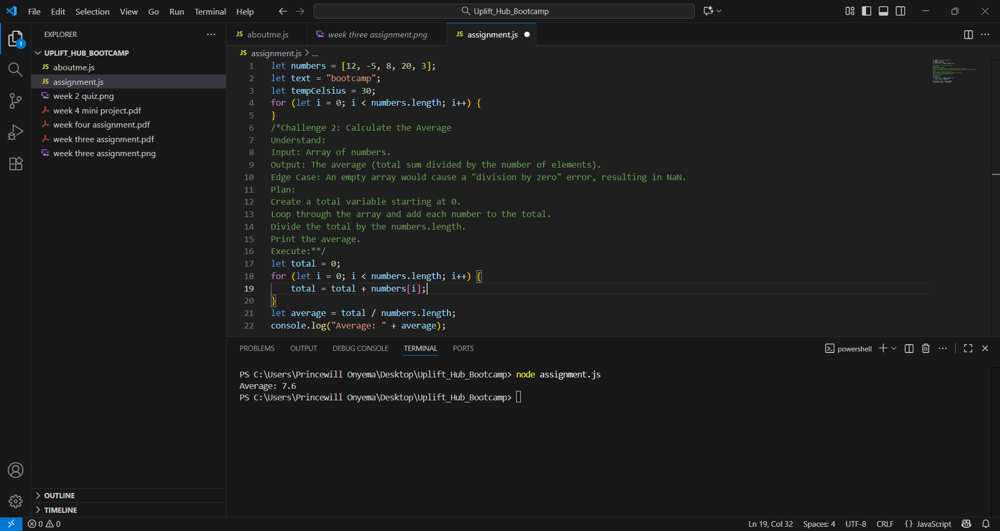 File Edit Selection View Go Run Terminal Help
Uplift_Hub_Bootcamp
EXPLORER
UPLIFT_HUB_BOOTCAMP
JS aboutme.js
JS assignment.js
week 2 quiz.png
week 4 mini project.pdf
week four assignment.pdf
week three assignment.pdf
week three assignment.png
OUTLINE
TIMELINE
1
JS aboutme.js
week three assignment.png
JS assignment.js
JS assignment.js > ...
1 let numbers = [12, -5, 8, 20, 3];
2 let text = "bootcamp";
3 let tempCelsius = 30;
4 for (let i = 0; i < numbers.length; i++) {
5 }
6 /*Challenge 2: Calculate the Average
7 Understand:
8 Input: Array of numbers.
9 Output: The average (total sum divided by the number of elements).
10 Edge Case: An empty array would cause a "division by zero" error, resulting in NaN.
11 Plan:
12 Create a total variable starting at 0.
13 Loop through the array and add each number to the total.
14 Divide the total by the numbers.length.
15 Print the average.
16 Execute:**/
17 let total = 0;
18 for (let i = 0; i < numbers.length; i++) {
19 total = total + numbers[i];
20 }
21 let average = total / numbers.length;
22 console.log("Average: " + average);
PROBLEMS OUTPUT DEBUG CONSOLE TERMINAL PORTS
powershell
PS C:\Users\Princewill Onyema\Desktop\Uplift_Hub_Bootcamp> node assignment.js
Average: 7.6
PS C:\Users\Princewill Onyema\Desktop\Uplift_Hub_Bootcamp>
0 0
Ln 19, Col 32 Spaces: 4 UTF-8 CRLF {} JavaScript